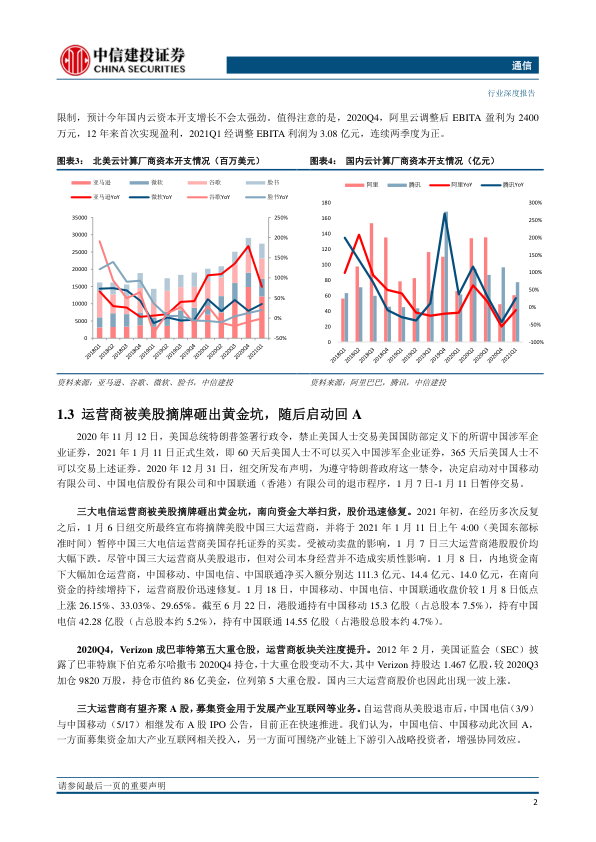 中信建投证券
CHINA SECURITIES
通信
行业深度报告
限制，预计今年国内云资本开支增长不会太强劲。值得注意的是，2020Q4，阿里云调整后 EBITA 盈利为 2400
万元，12 年来首次实现盈利，2021Q1 经调整 EBITA 利润为 3.08 亿元，连续两季度为正。
图表3： 北美云计算厂商资本开支情况（百万美元）
亚马逊 微软 谷歌 脸书
亚马逊YoY 微软YoY 谷歌YoY 脸书YoY
35000
30000
25000
20000
15000
10000
5000
0
250%
200%
150%
100%
50%
0%
-50%
2018Q1 2018Q2 2018Q3 2018Q4 2019Q1 2019Q2 2019Q3 2019Q4 2020Q1 2020Q2 2020Q3 2020Q4 2021Q1
资料来源：亚马逊、谷歌、微软、脸书，中信建投
图表4： 国内云计算厂商资本开支情况（亿元）
阿里 腾讯 阿里YoY 腾讯YoY
180
160
140
120
100
80
60
40
20
0
300%
250%
200%
150%
100%
50%
0%
-50%
-100%
2018Q1 2018Q2 2018Q3 2018Q4 2019Q1 2019Q2 2019Q3 2019Q4 2020Q1 2020Q2 2020Q3 2020Q4 2021Q1
资料来源：阿里巴巴，腾讯，中信建投
1.3 运营商被美股摘牌砸出黄金坑，随后启动回 A
2020 年 11 月 12 日，美国总统特朗普签署行政令，禁止美国人士交易美国国防部定义下的所谓中国涉军企
业证券，2021 年 1 月 11 日正式生效，即 60 天后美国人士不可以买入中国涉军企业证券，365 天后美国人士不
可以交易上述证券。2020 年 12 月 31 日，纽交所发布声明，为遵守特朗普政府这一禁令，决定启动对中国移动
有限公司、中国电信股份有限公司和中国联通（香港）有限公司的退市程序，1 月 7 日-1 月 11 日暂停交易。
三大电信运营商被美股摘牌砸出黄金坑，南向资金大举扫货，股价迅速修复。2021 年初，在经历多次反复
之后，1 月 6 日纽交所最终宣布将摘牌美股中国三大运营商，并将于 2021 年 1 月 11 日上午 4:00（美国东部标
准时间）暂停中国三大电信运营商美国存托证券的买卖。受被动卖盘的影响，1 月 7 日三大运营商港股股价均
大幅下跌。尽管中国三大运营商从美股退市，但对公司本身经营并不造成实质性影响。1 月 8 日，内地资金南
下大幅加仓运营商，中国移动、中国电信、中国联通净买入额分别达 111.3 亿元、14.4 亿元、14.0 亿元，在南向
资金的持续增持下，运营商股价迅速修复。1 月 18 日，中国移动、中国电信、中国联通收盘价较 1 月 8 日低点
上涨 26.15%、33.03%、29.65%。截至 6 月 22 日，港股通持有中国移动 15.3 亿股（占总股本 7.5%），持有中国
电信 42.28 亿股（占总股本约 5.2%），持有中国联通 14.55 亿股（占港股总股本约 4.7%）。
2020Q4，Verizon 成巴菲特第五大重仓股，运营商板块关注度提升。2012 年 2 月，美国证监会（SEC）披
露了巴菲特旗下伯克希尔哈撒韦 2020Q4 持仓，十大重仓股变动不大，其中 Verizon 持股达 1.467 亿股，较 2020Q3
加仓 9820 万股，持仓市值约 86 亿美金，位列第 5 大重仓股。国内三大运营商股价也因此出现一波上涨。
三大运营商有望齐聚 A 股，募集资金用于发展产业互联网等业务。自运营商从美股退市后，中国电信（3/9）
与中国移动（5/17）相继发布 A 股 IPO 公告，目前正在快速推进。我们认为，中国电信、中国移动此次回 A，
一方面募集资金加大产业互联网相关投入，另一方面可围绕产业链上下游引入战略投资者，增强协同效应。
请参阅最后一页的重要声明
2